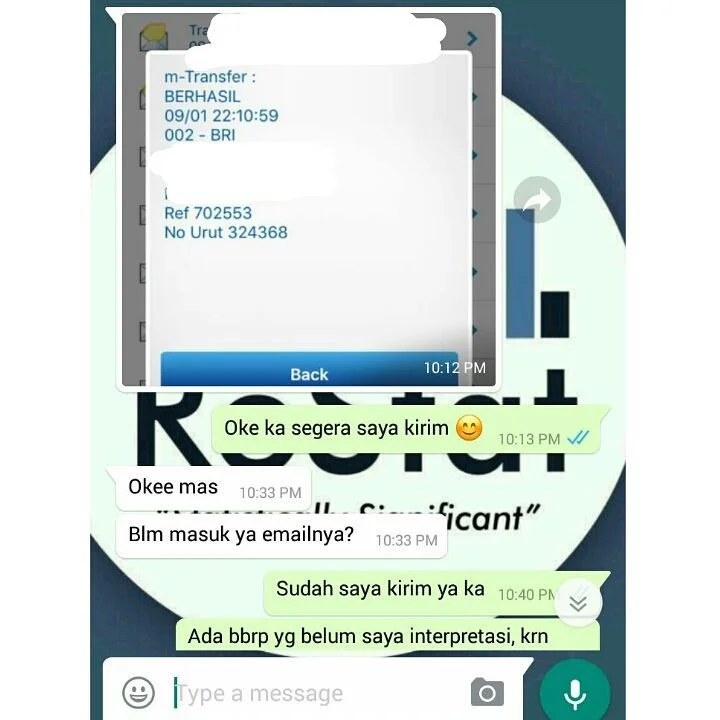 Tra
m-Transfer :
BERHASIL
09/01 22:10:59
002 - BRI
Ref 702553
No Urut 324368
Back
10:12 PM
Oke ka segera saya kirim 😊 10:13 PM
Okee mas 10:33 PM
Blm masuk ya emailnya? 10:33 PM
Sudah saya kirim ya ka 10:40 PM
Ada bbrp yg belum saya interpretasi, krn
Type a message